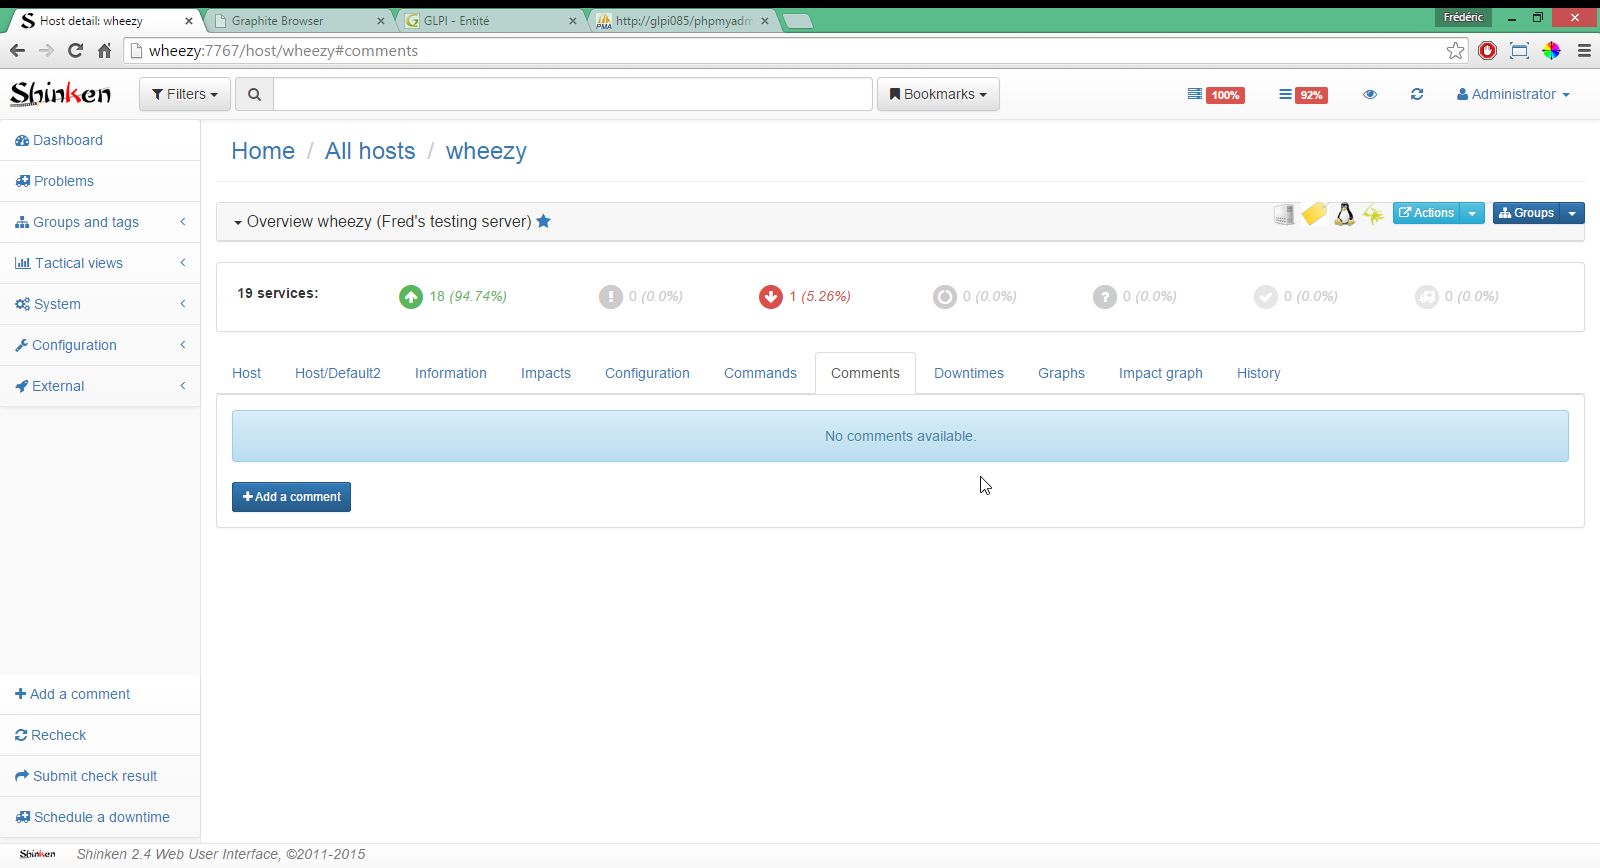 Host detail: wheezy
Graphite Browser
GLPI - Entité
http://glpi085/phpmyadm
Frédéric
wheezy:7767/host/wheezy#comments
Shinken
Filters
Bookmarks
100%
92%
Administrator
Dashboard
Problems
Groups and tags
Tactical views
System
Configuration
External
Home / All hosts / wheezy
Overview wheezy (Fred's testing server)
Actions
Groups
19 services:
18 (94.74%)
0 (0.0%)
1 (5.26%)
0 (0.0%)
0 (0.0%)
0 (0.0%)
0 (0.0%)
Host
Host/Default2
Information
Impacts
Configuration
Commands
Comments
Downtimes
Graphs
Impact graph
History
No comments available.
Add a comment
Add a comment
Recheck
Submit check result
Schedule a downtime
Shinken
Shinken 2.4 Web User Interface, ©2011-2015